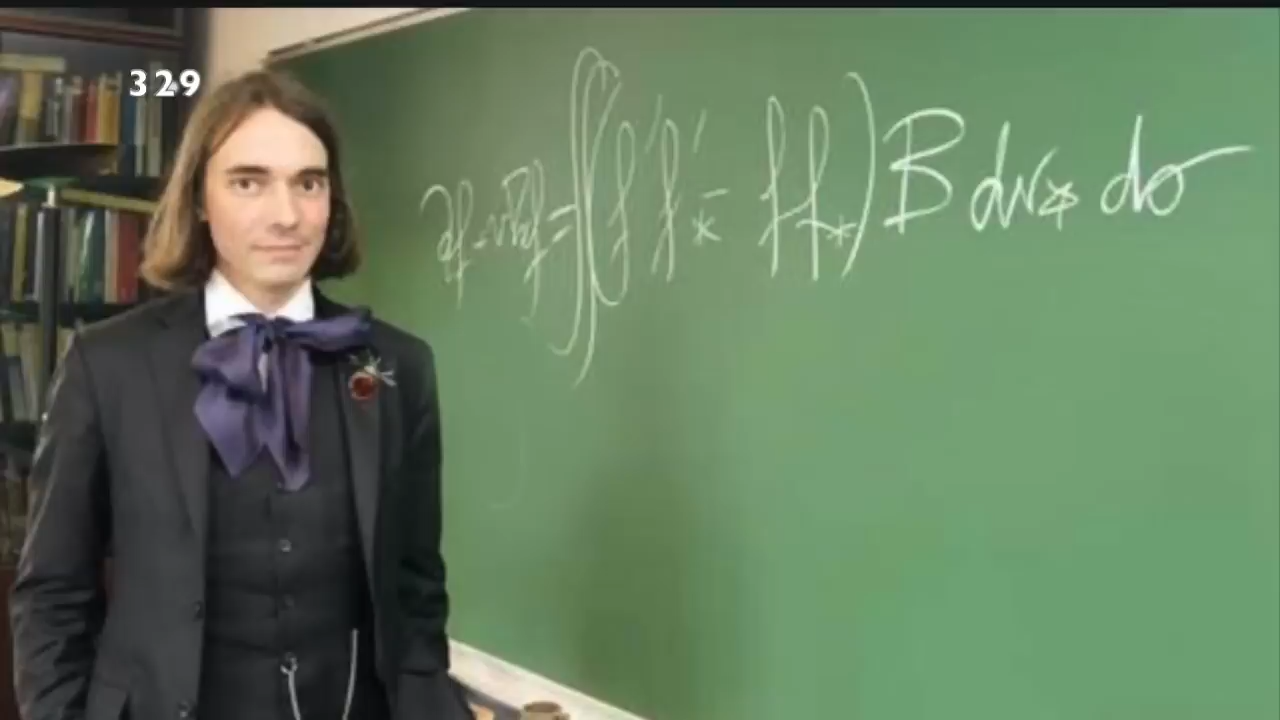 329
∂f + v·∇f = ∫∫ (f′f′* - ff*) B dv* dσ